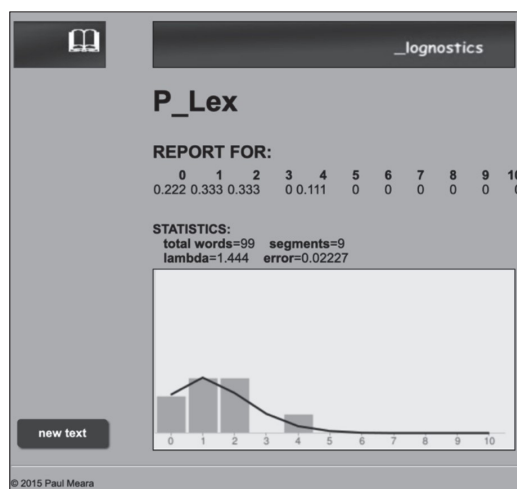 _lognostics
P_Lex
REPORT FOR:
0 1 2 3 4 5 6 7 8 9 10
0.222 0.333 0.333 0 0.111 0 0 0 0 0
STATISTICS:
total words=99 segments=9
lambda=1.444 error=0.02227
0 1 2 3 4 5 6 7 8 9 10
new text
© 2015 Paul Meara